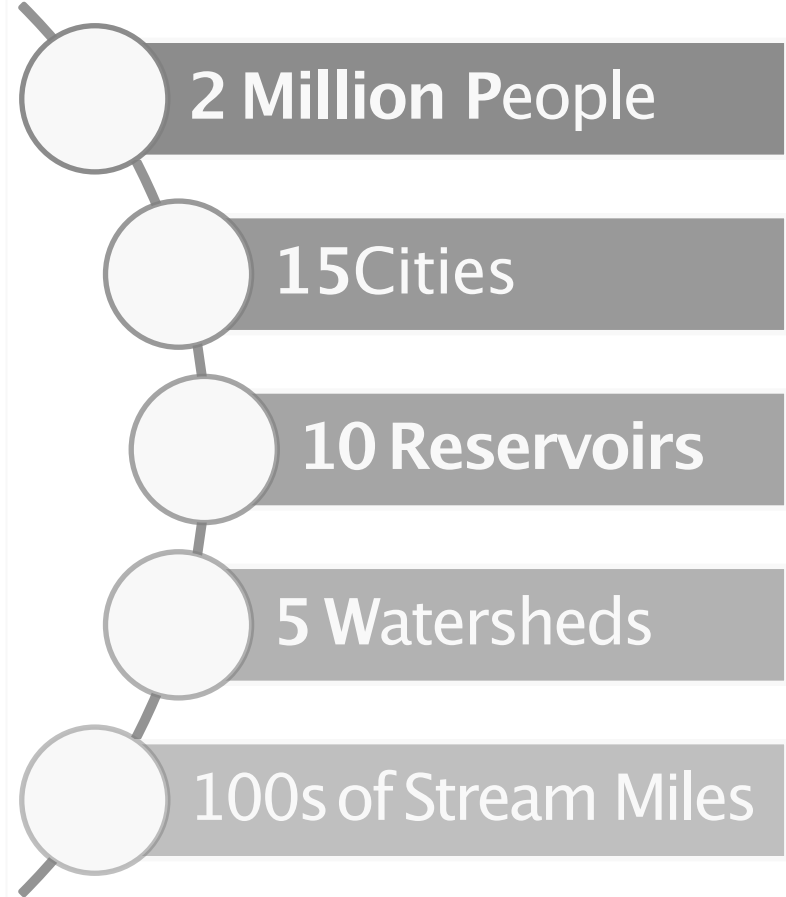 2 Million People
15Cities
10 Reservoirs
5 Watersheds
100s of Stream Miles